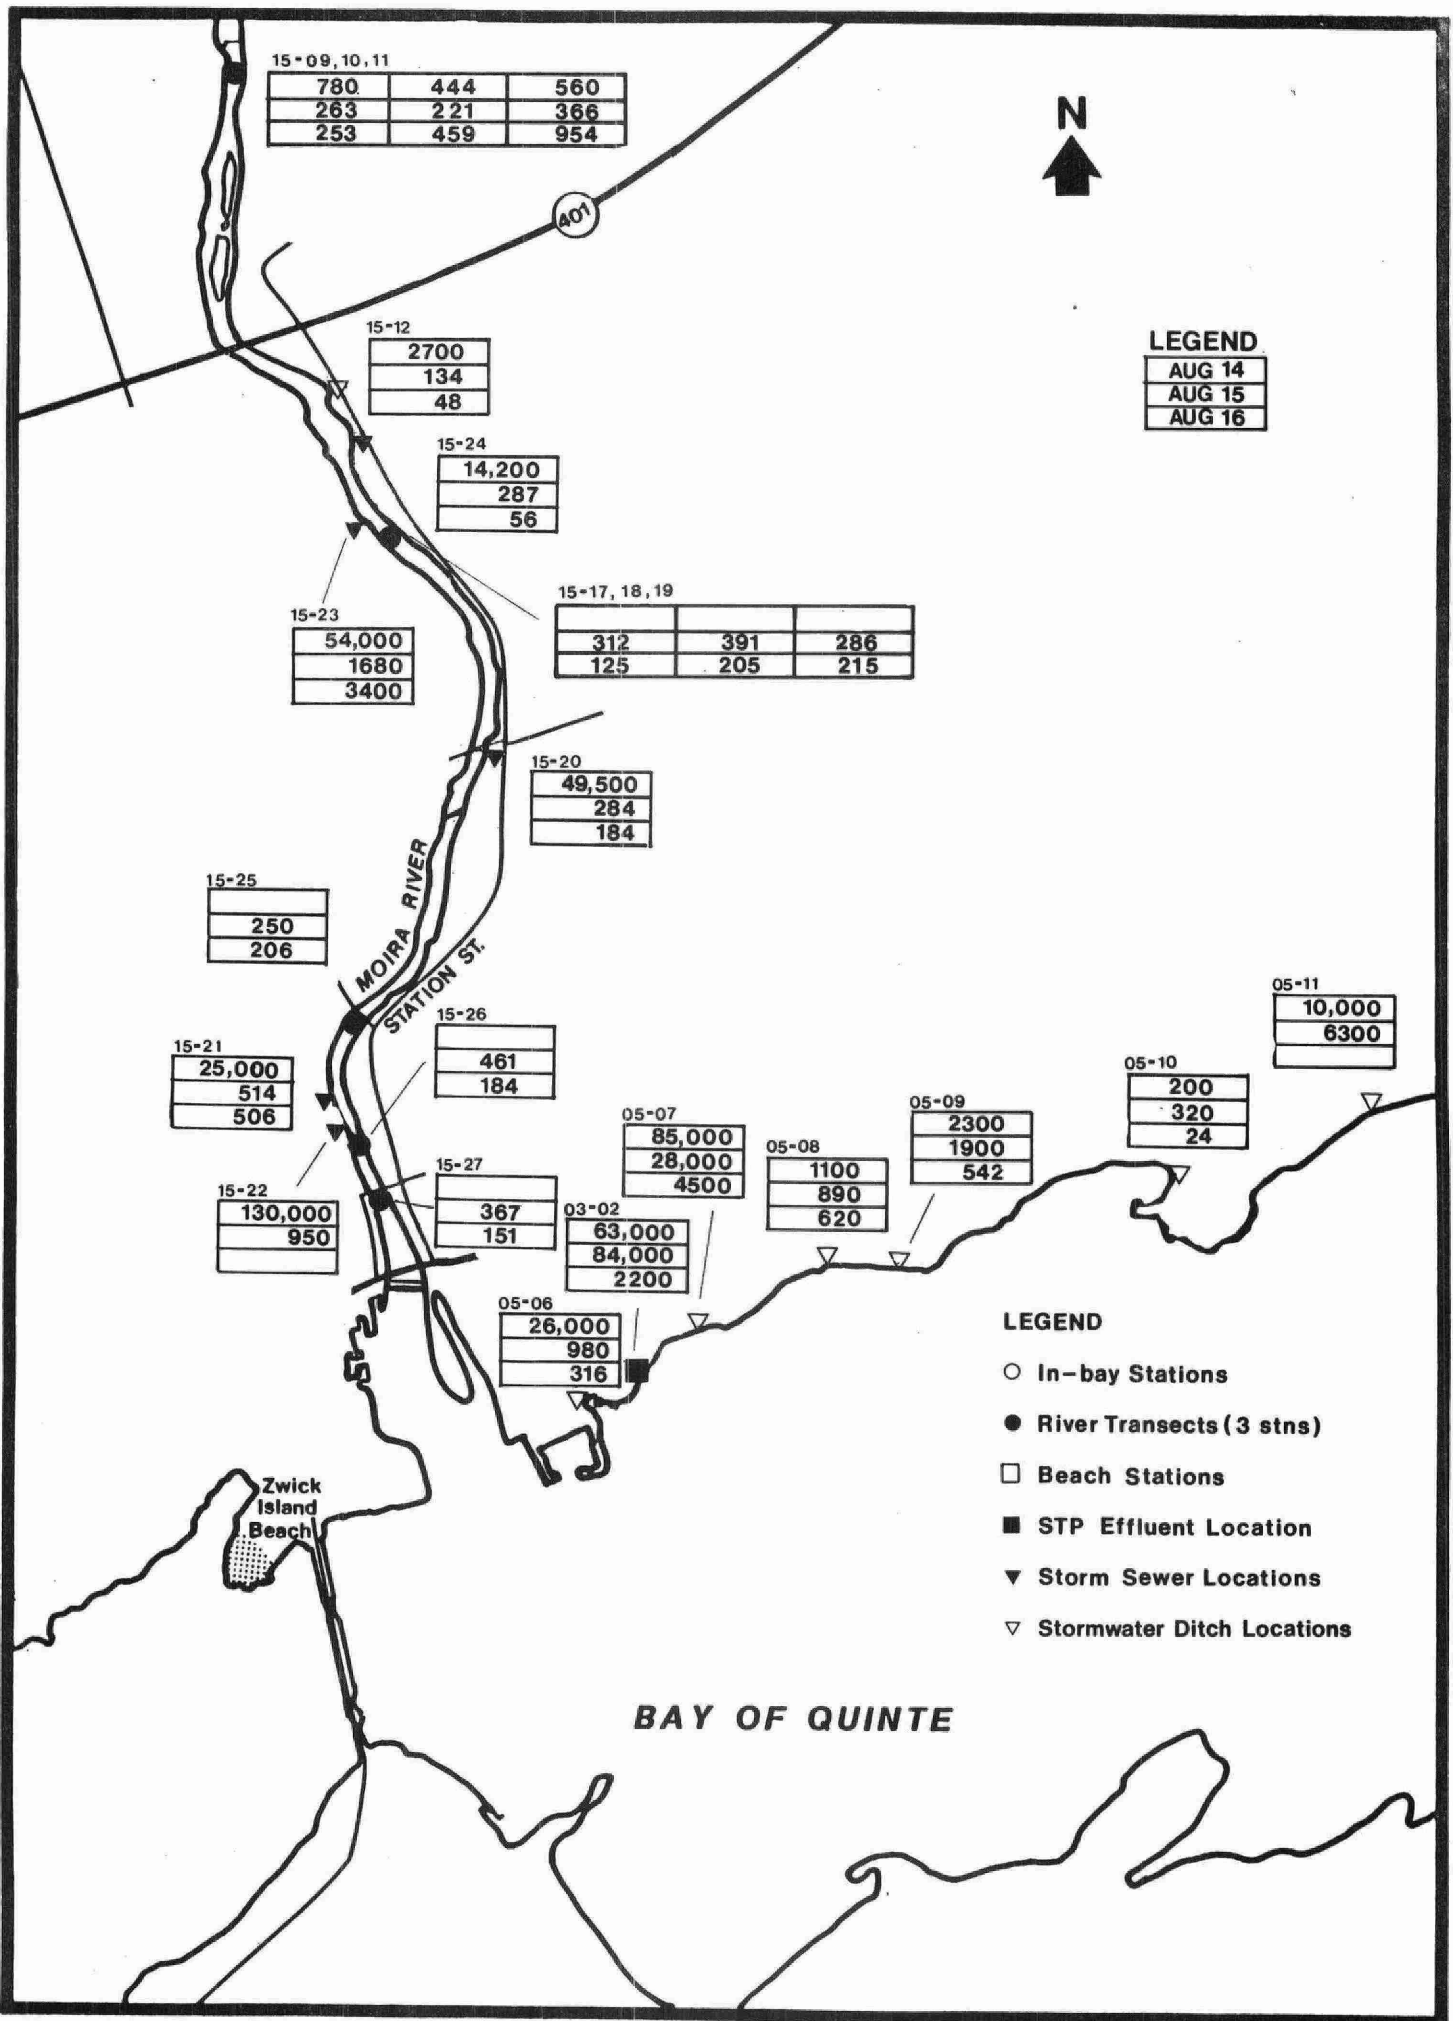 15-09,10,11
780 444 560
263 221 366
253 459 954
N
401
15-12
2700
134
48
LEGEND
AUG 14
AUG 15
AUG 16
15-24
14,200
287
56
15-17, 18,19
312 391 286
125 205 215
15-23
54,000
1680
3400
15-20
49,500
284
184
MOIRA RIVER
STATION ST.
15-25
250
206
15-26
461
184
15-21
25,000
514
506
15-27
367
151
15-22
130,000
950
05-11
10,000
6300
05-10
200
320
24
05-09
2300
1900
542
05-07
85,000
28,000
4500
05-08
1100
890
620
03-02
63,000
84,000
2200
05-06
26,000
980
316
LEGEND
In-bay Stations
River Transects (3 stns)
Beach Stations
STP Effluent Location
Storm Sewer Locations
Stormwater Ditch Locations
Zwick
Island
Beach
BAY OF QUINTE